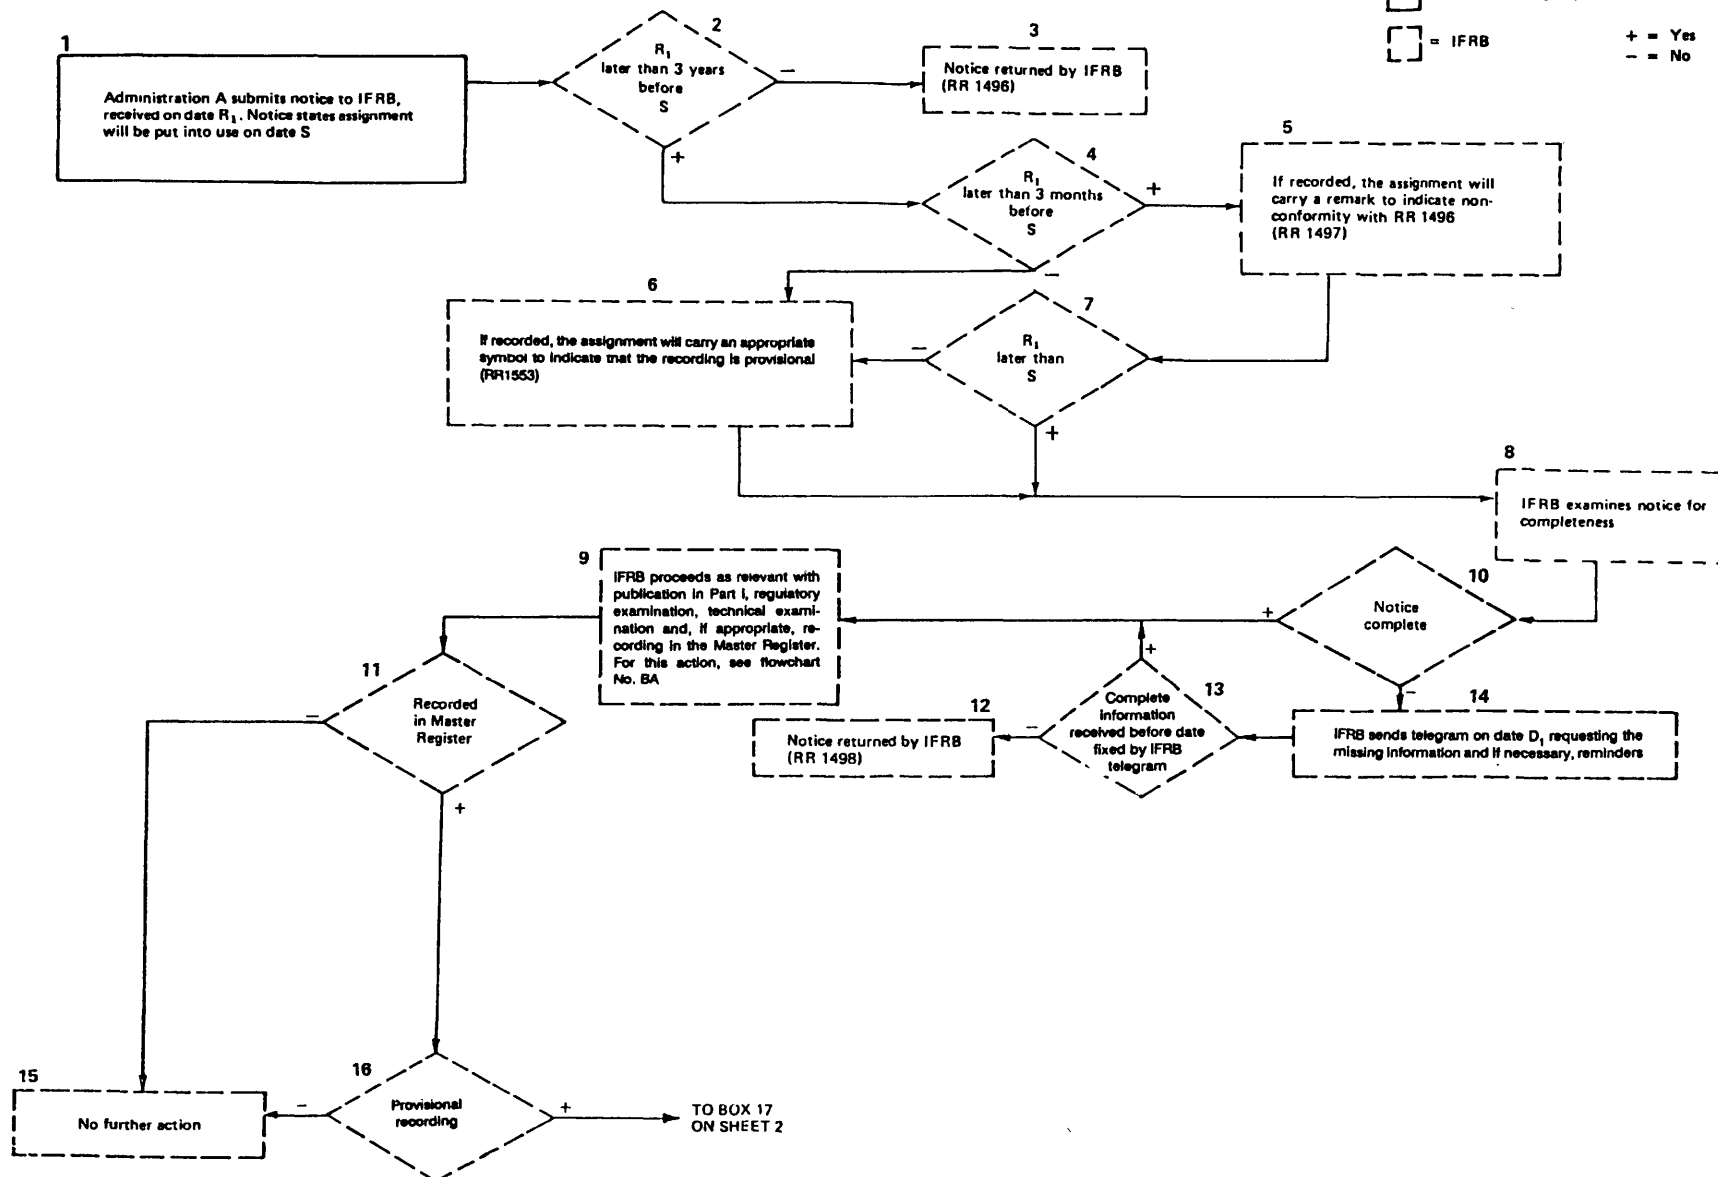 = IFRB
+ = Yes
− = No
1
Administration A submits notice to IFRB,
received on date R₁. Notice states assignment
will be put into use on date S
2
R₁
later than 3 years
before
S
−
+
3
Notice returned by IFRB
(RR 1496)
4
R₁
later than 3 months
before
S
+
−
5
If recorded, the assignment will
carry a remark to indicate non-
conformity with RR 1496
(RR 1497)
6
If recorded, the assignment will carry an appropriate
symbol to indicate that the recording is provisional
(RR1553)
7
R₁
later than
S
−
+
8
IFRB examines notice for
completeness
9
IFRB proceeds as relevant with
publication in Part I, regulatory
examination, technical exami-
nation and, if appropriate, re-
cording in the Master Register.
For this action, see flowchart
No. BA
10
Notice
complete
+
−
11
Recorded
in Master
Register
−
+
12
Notice returned by IFRB
(RR 1498)
13
Complete
information
received before date
fixed by IFRB
telegram
+
−
14
IFRB sends telegram on date D₁ requesting the
missing information and if necessary, reminders
15
No further action
16
Provisional
recording
−
+
TO BOX 17
ON SHEET 2